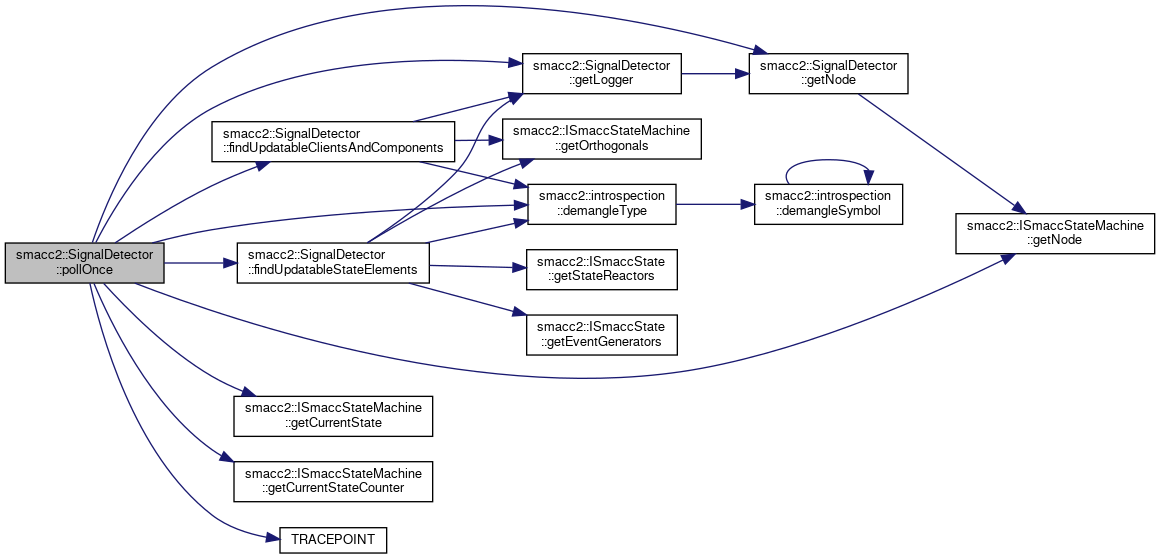 smacc2::SignalDetector
::pollOnce
smacc2::SignalDetector
::findUpdatableClientsAndComponents
smacc2::SignalDetector
::findUpdatableStateElements
smacc2::ISmaccStateMachine
::getCurrentState
smacc2::ISmaccStateMachine
::getCurrentStateCounter
TRACEPOINT
smacc2::SignalDetector
::getLogger
smacc2::ISmaccStateMachine
::getOrthogonals
smacc2::introspection
::demangleType
smacc2::ISmaccState
::getStateReactors
smacc2::ISmaccState
::getEventGenerators
smacc2::SignalDetector
::getNode
smacc2::introspection
::demangleSymbol
smacc2::ISmaccStateMachine
::getNode